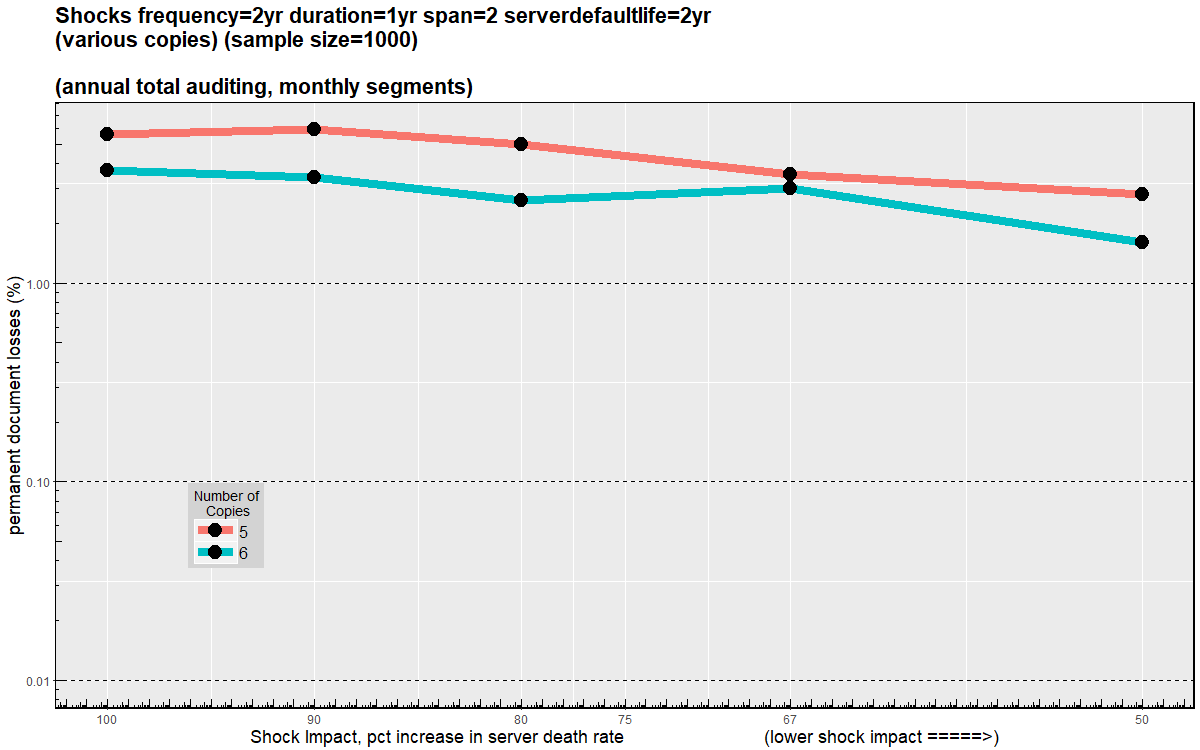 Shocks frequency=2yr duration=1yr span=2 serverdefaultlife=2yr
(various copies) (sample size=1000)
(annual total auditing, monthly segments)
permanent document losses (%)
1.00
0.10
0.01
Number of
Copies
5
6
100 90 80 75 67 50
Shock Impact, pct increase in server death rate (lower shock impact =====>)